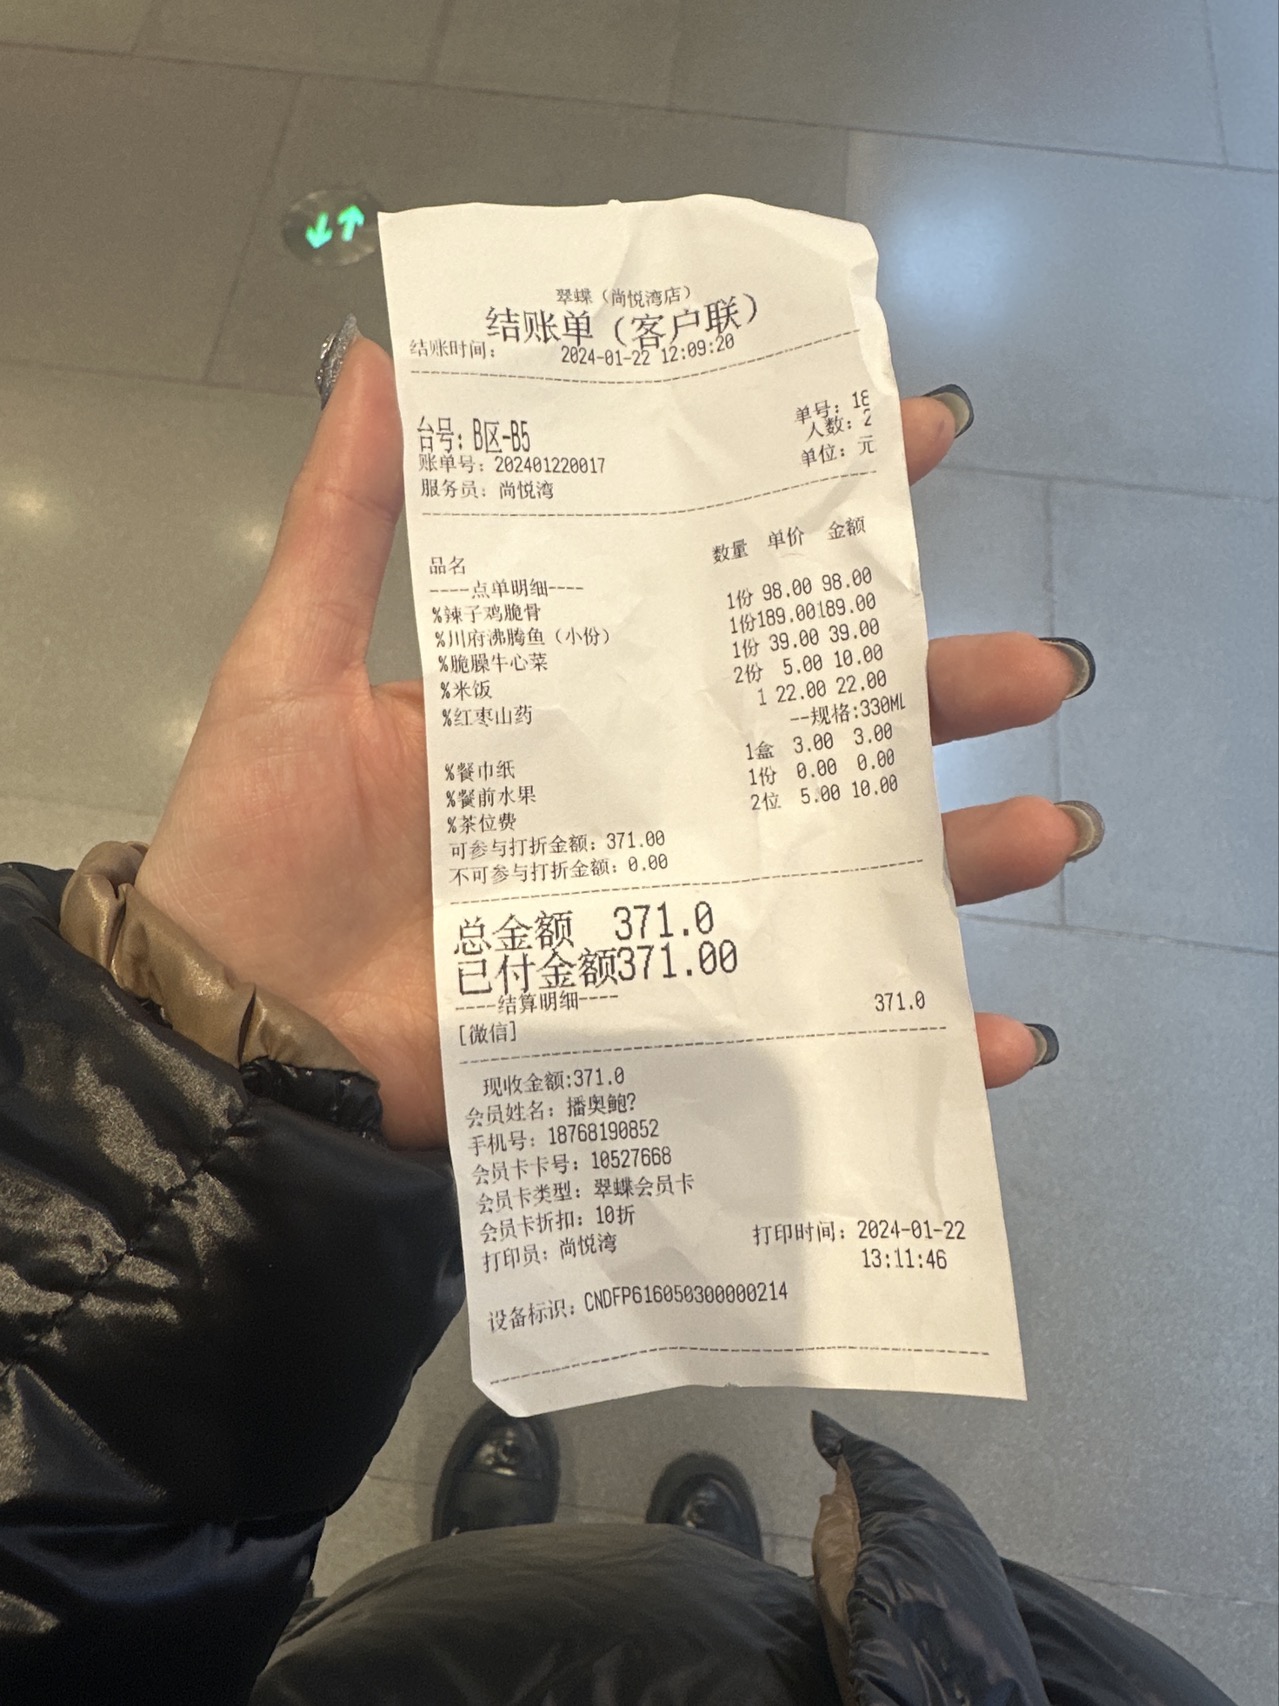 翠蝶（尚悦湾店）
结账单（客户联）
结账时间： 2024-01-22 12:09:20
单号：18
台号：B区-B5 人数：2
账单号：202401220017 单位：元
服务员：尚悦湾
品名 数量 单价 金额
----点单明细----
%辣子鸡脆骨 1份 98.00 98.00
%川府沸腾鱼（小份） 1份189.00189.00
%脆臊牛心菜 1份 39.00 39.00
%米饭 2份 5.00 10.00
%红枣山药 1 22.00 22.00
--规格:330ML
%餐巾纸 1盒 3.00 3.00
%餐前水果 1份 0.00 0.00
%茶位费 2位 5.00 10.00
可参与打折金额：371.00
不可参与打折金额：0.00
总金额 371.0
已付金额371.00
----结算明细----
[微信] 371.0
现收金额:371.0
会员姓名：播奥鲍?
手机号：18768190852
会员卡卡号：10527668
会员卡类型：翠蝶会员卡
会员卡折扣：10折
打印员：尚悦湾 打印时间：2024-01-22
13:11:46
设备标识：CNDFP616050300000214